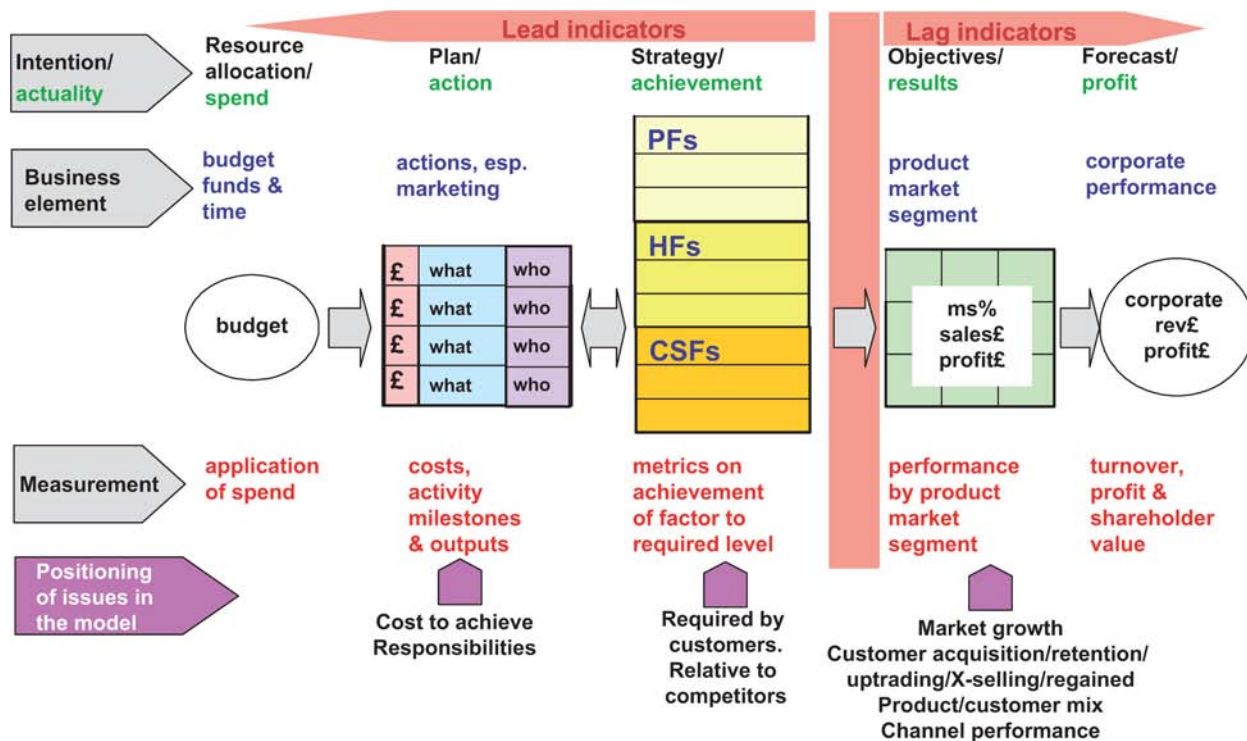 Lead indicators
Lag indicators
Intention/
actuality
Resource
allocation/
spend
Plan/
action
Strategy/
achievement
Objectives/
results
Forecast/
profit
Business
element
budget
funds &
time
actions, esp.
marketing
PFs
HFs
CSFs
product
market
segment
corporate
performance
budget
£ what who
£ what who
£ what who
£ what who
ms%
sales£
profit£
corporate
rev£
profit£
Measurement
application
of spend
costs,
activity
milestones
& outputs
metrics on
achievement
of factor to
required level
performance
by product
market
segment
turnover,
profit &
shareholder
value
Positioning
of issues in
the model
Cost to achieve
Responsibilities
Required by
customers.
Relative to
competitors
Market growth
Customer acquisition/retention/
uptrading/X-selling/regained
Product/customer mix
Channel performance